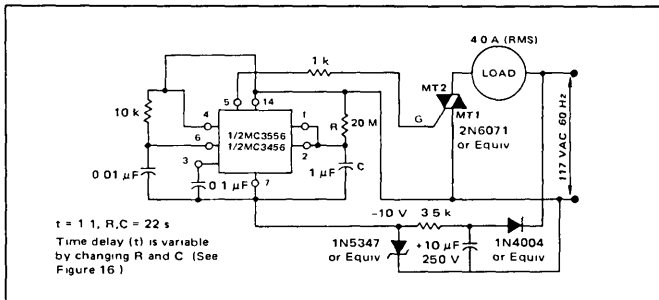 4.0 A (RMS)
LOAD
1 k
MT2
MT1
G
2N6071
or Equiv
117 VAC 60 Hz
10 k
5
14
4
1
6
2
3
7
1/2MC3556
1/2MC3456
R
20 M
C
1 µF
0.01 µF
0.1 µF
-10 V
3.5 k
1N5347
or Equiv
+10 µF
250 V
1N4004
or Equiv
t = 1.1, R,C = 22 s
Time delay (t) is variable
by changing R and C (See
Figure 16)